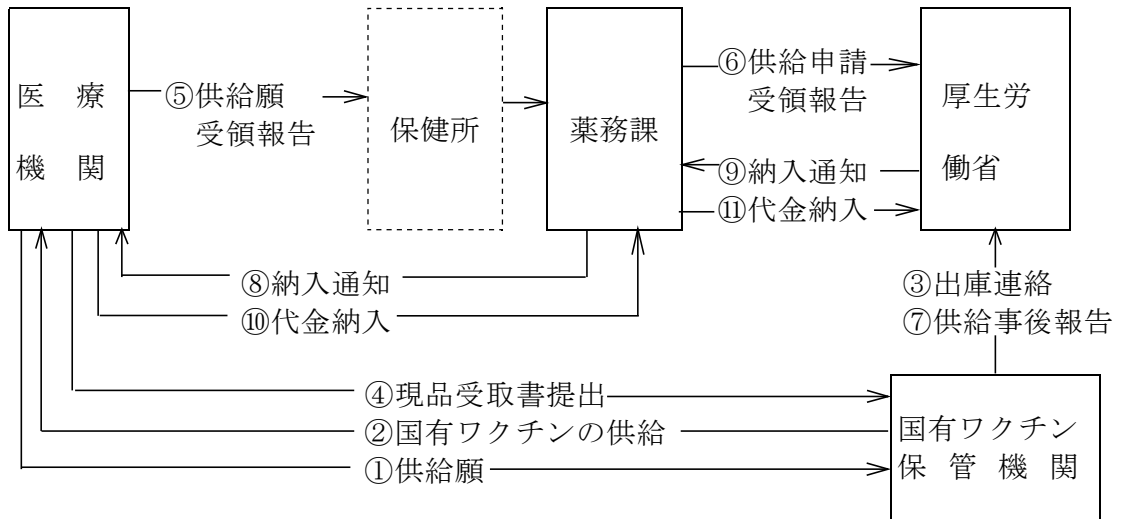 医療
機関
⑤供給願
受領報告
保健所
薬務課
⑥供給申請
受領報告
厚生労
働省
⑨納入通知
⑪代金納入
⑧納入通知
⑩代金納入
③出庫連絡
⑦供給事後報告
④現品受取書提出
②国有ワクチンの供給
①供給願
国有ワクチン
保管機関